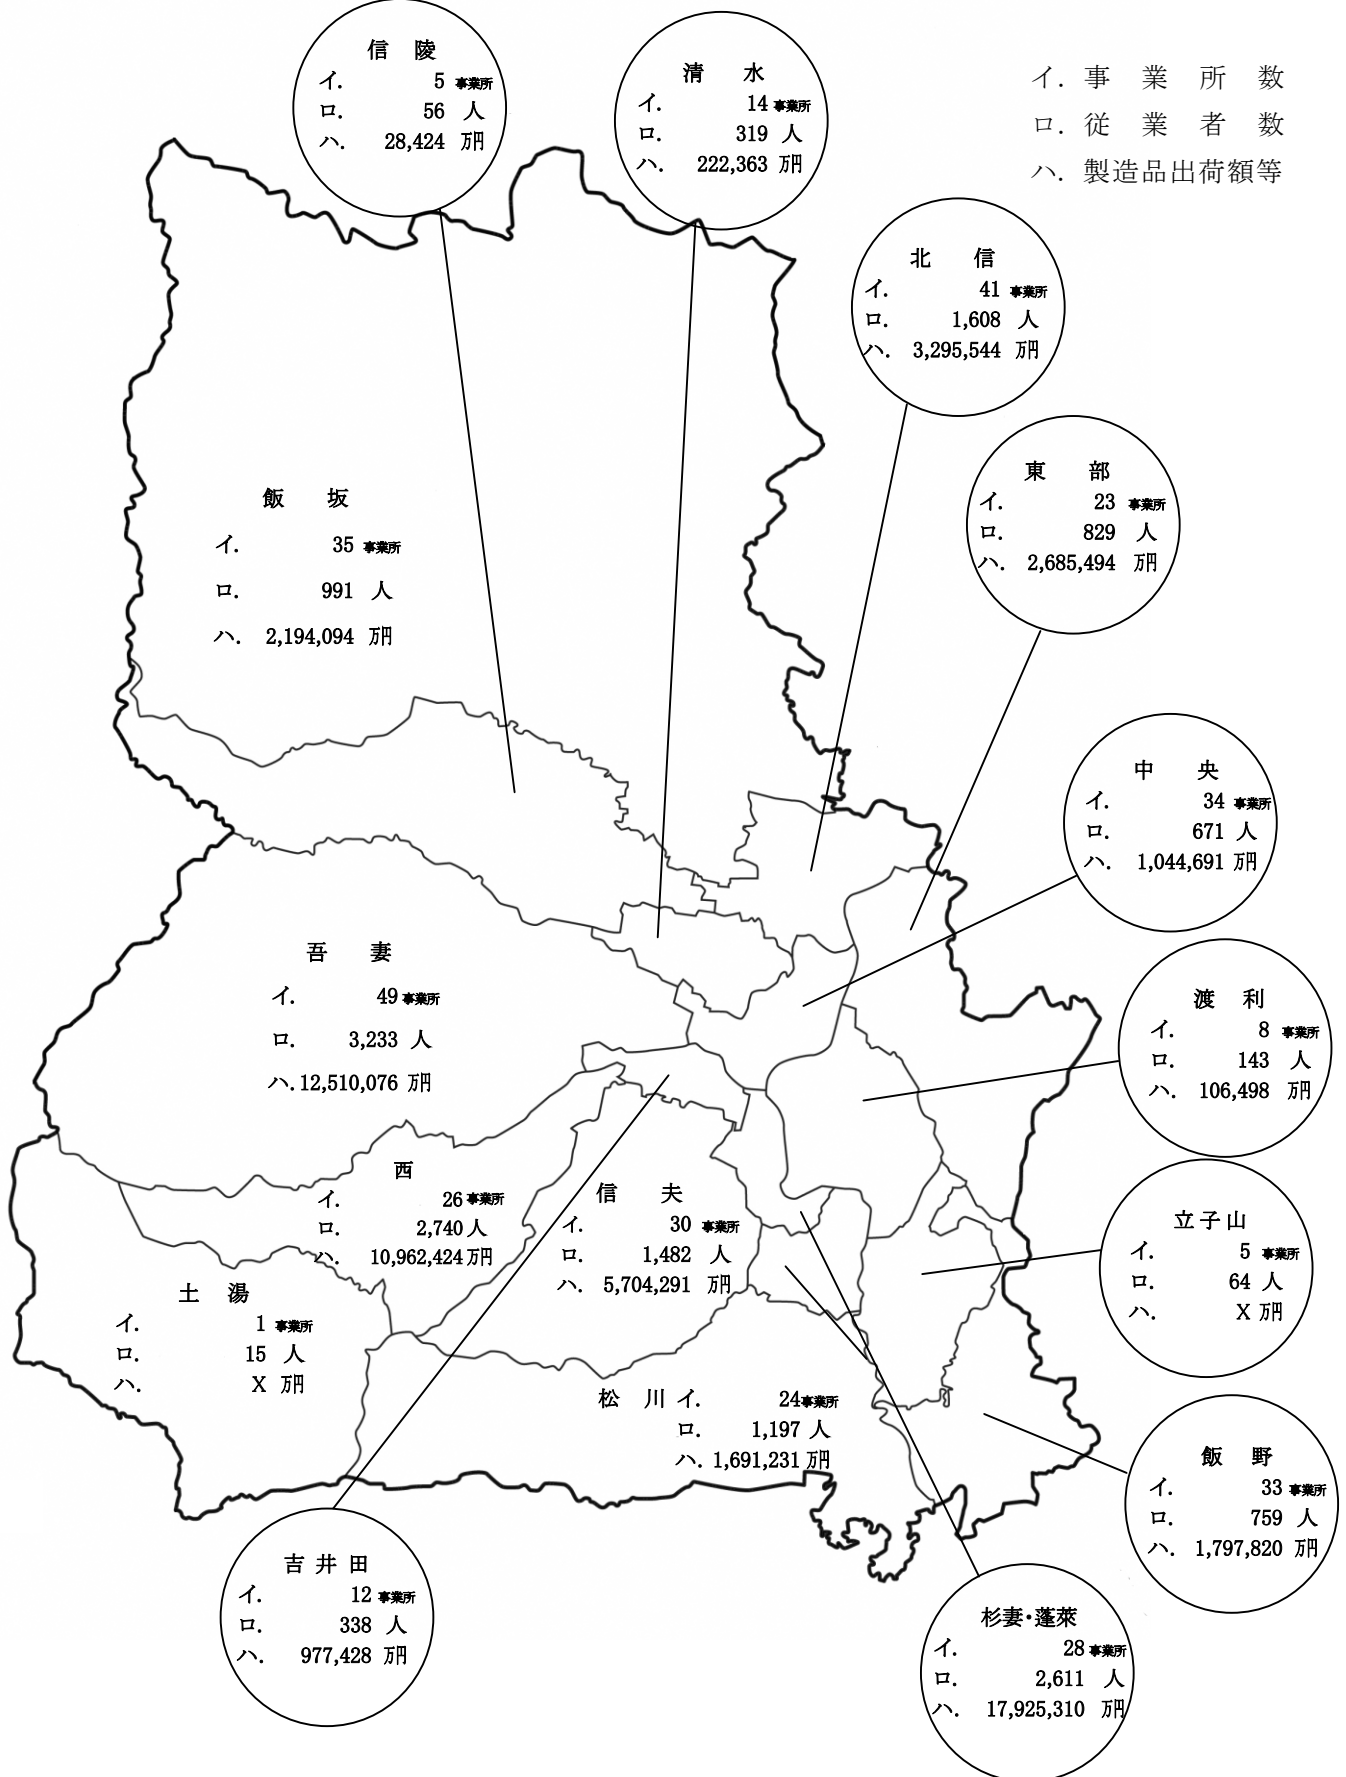 イ. 事業所数
ロ. 従業者数
ハ. 製造品出荷額等
信陵
イ. 5 事業所
ロ. 56 人
ハ. 28,424 万円
清水
イ. 14 事業所
ロ. 319 人
ハ. 222,363 万円
北信
イ. 41 事業所
ロ. 1,608 人
ハ. 3,295,544 万円
東部
イ. 23 事業所
ロ. 829 人
ハ. 2,685,494 万円
飯坂
イ. 35 事業所
ロ. 991 人
ハ. 2,194,094 万円
中央
イ. 34 事業所
ロ. 671 人
ハ. 1,044,691 万円
吾妻
イ. 49 事業所
ロ. 3,233 人
ハ. 12,510,076 万円
渡利
イ. 8 事業所
ロ. 143 人
ハ. 106,498 万円
西
イ. 26 事業所
ロ. 2,740 人
ハ. 10,962,424 万円
信夫
イ. 30 事業所
ロ. 1,482 人
ハ. 5,704,291 万円
立子山
イ. 5 事業所
ロ. 64 人
ハ. X 万円
土湯
イ. 1 事業所
ロ. 15 人
ハ. X 万円
松川 イ. 24 事業所
ロ. 1,197 人
ハ. 1,691,231 万円
飯野
イ. 33 事業所
ロ. 759 人
ハ. 1,797,820 万円
吉井田
イ. 12 事業所
ロ. 338 人
ハ. 977,428 万円
杉妻・蓬萊
イ. 28 事業所
ロ. 2,611 人
ハ. 17,925,310 万円